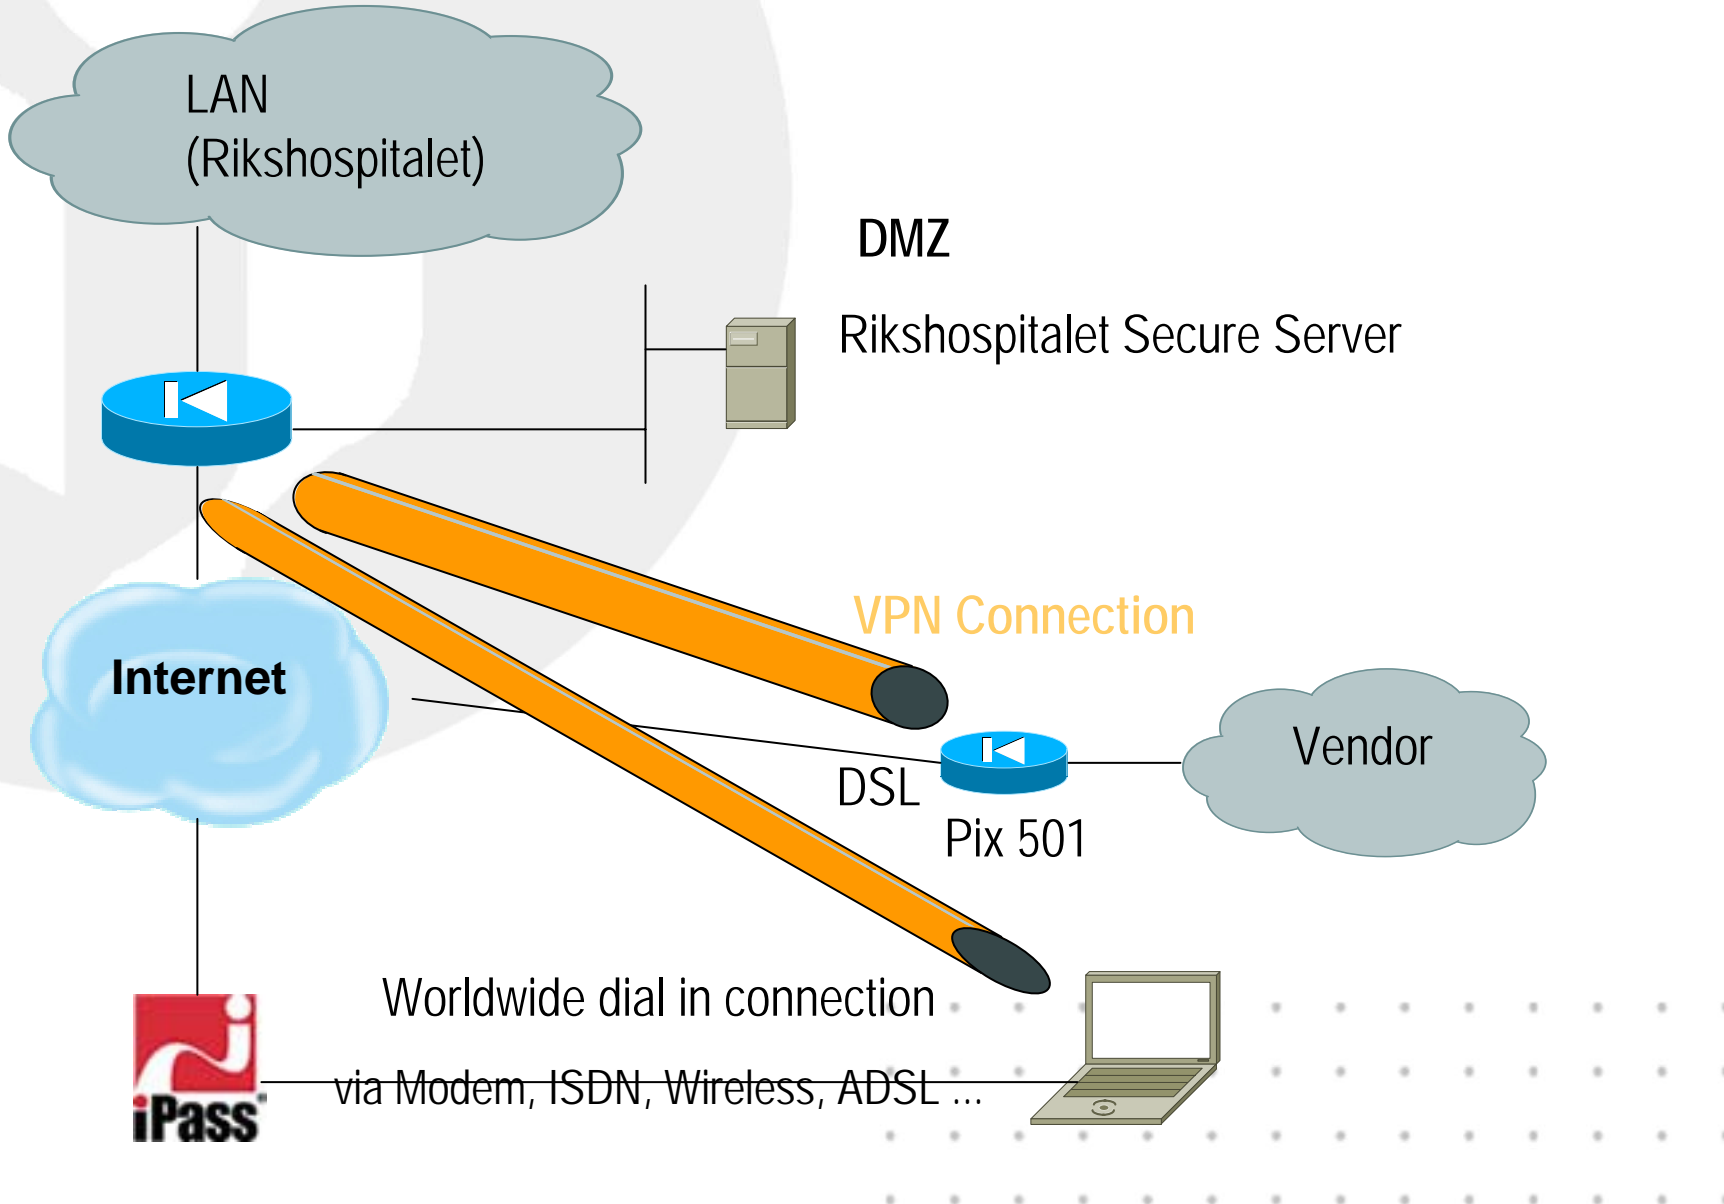 LAN
(Rikshospitalet)
DMZ
Rikshospitalet Secure Server
VPN Connection
Internet
Vendor
DSL
Pix 501
Worldwide dial in connection
via Modem, ISDN, Wireless, ADSL ...
iPass